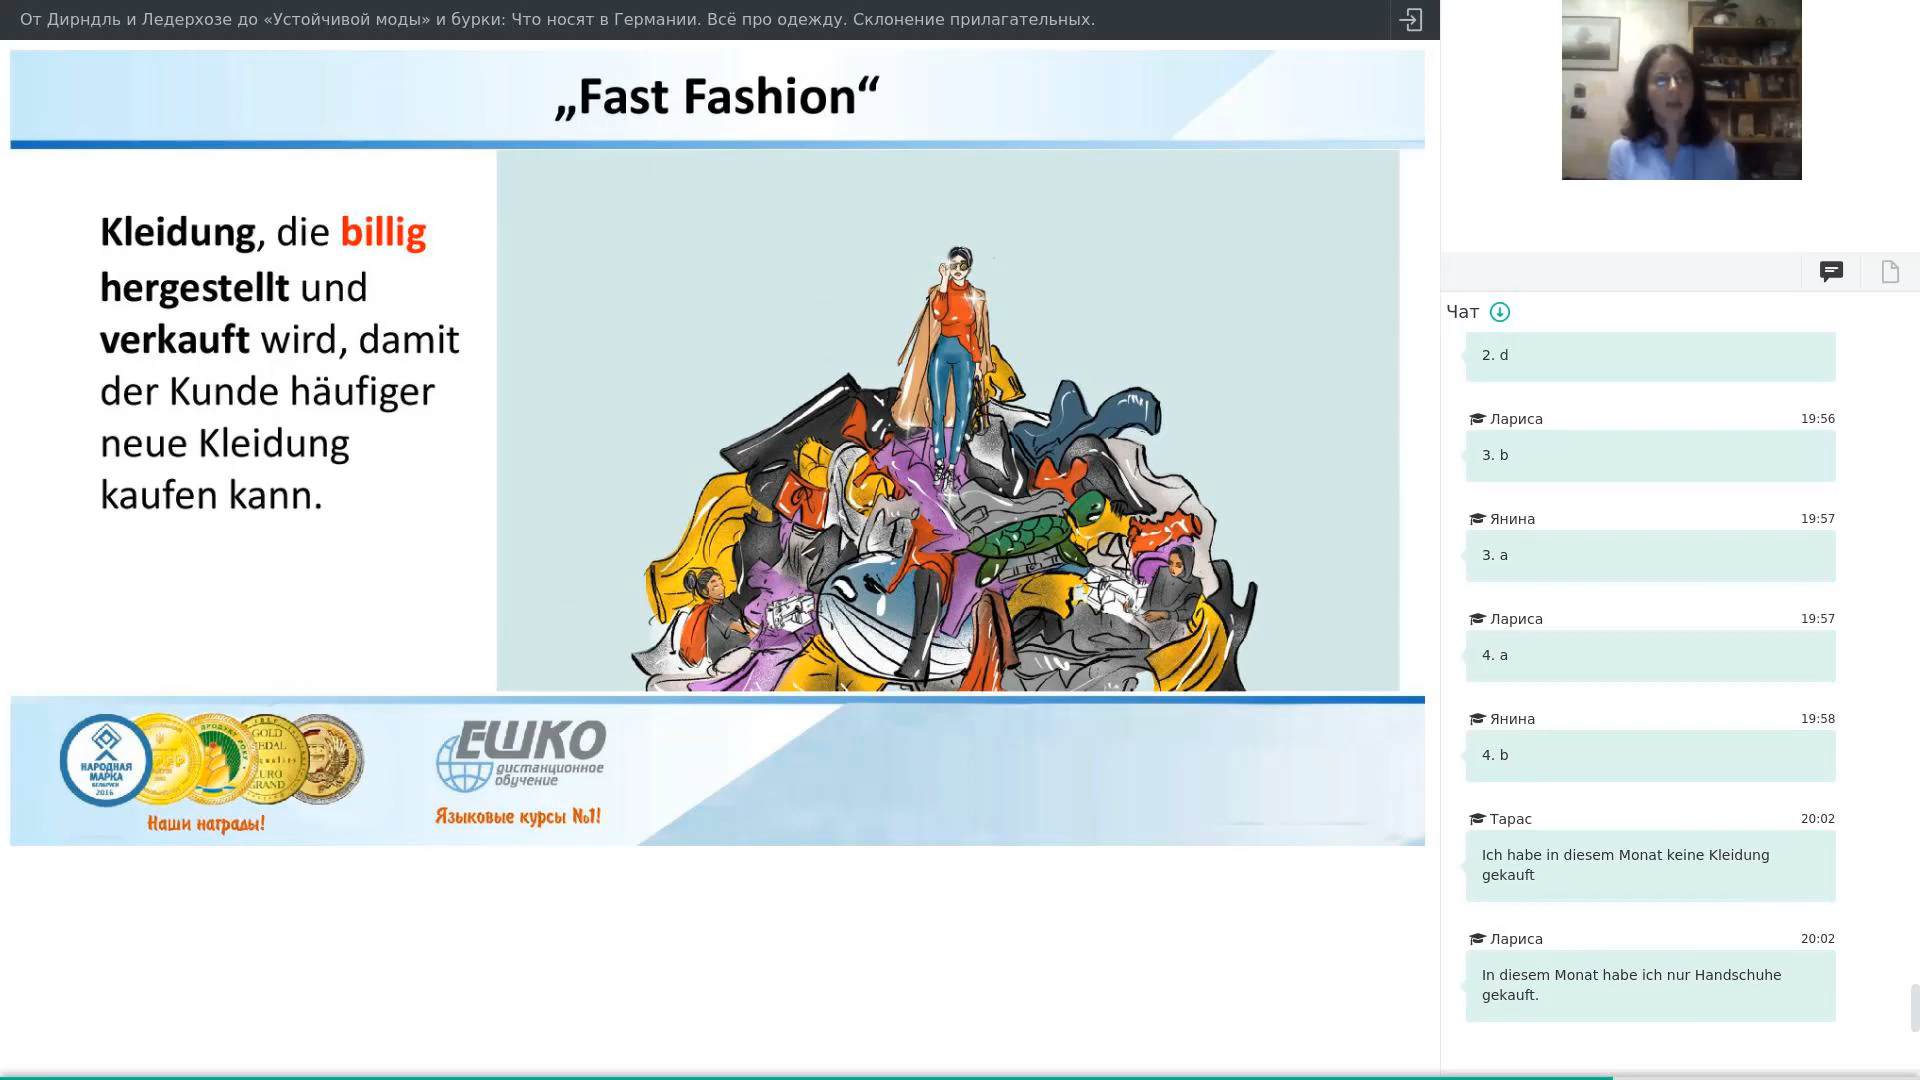 От Дирндль и Ледерхозе до «Устойчивой моды» и бурки: Что носят в Германии. Всё про одежду. Склонение прилагательных.
„Fast Fashion“
Kleidung, die billig
hergestellt und
verkauft wird, damit
der Kunde häufiger
neue Kleidung
kaufen kann.
НАРОДНАЯ
МАРКА
БЕЛАРУСЬ
2016
GOLD
MEDAL
EURO
GRAND
Наши награды!
ЕШКО
дистанционное
обучение
Языковые курсы №1!
Чат
2. d
Лариса 19:56
3. b
Янина 19:57
3. a
Лариса 19:57
4. a
Янина 19:58
4. b
Тарас 20:02
Ich habe in diesem Monat keine Kleidung
gekauft
Лариса 20:02
In diesem Monat habe ich nur Handschuhe
gekauft.